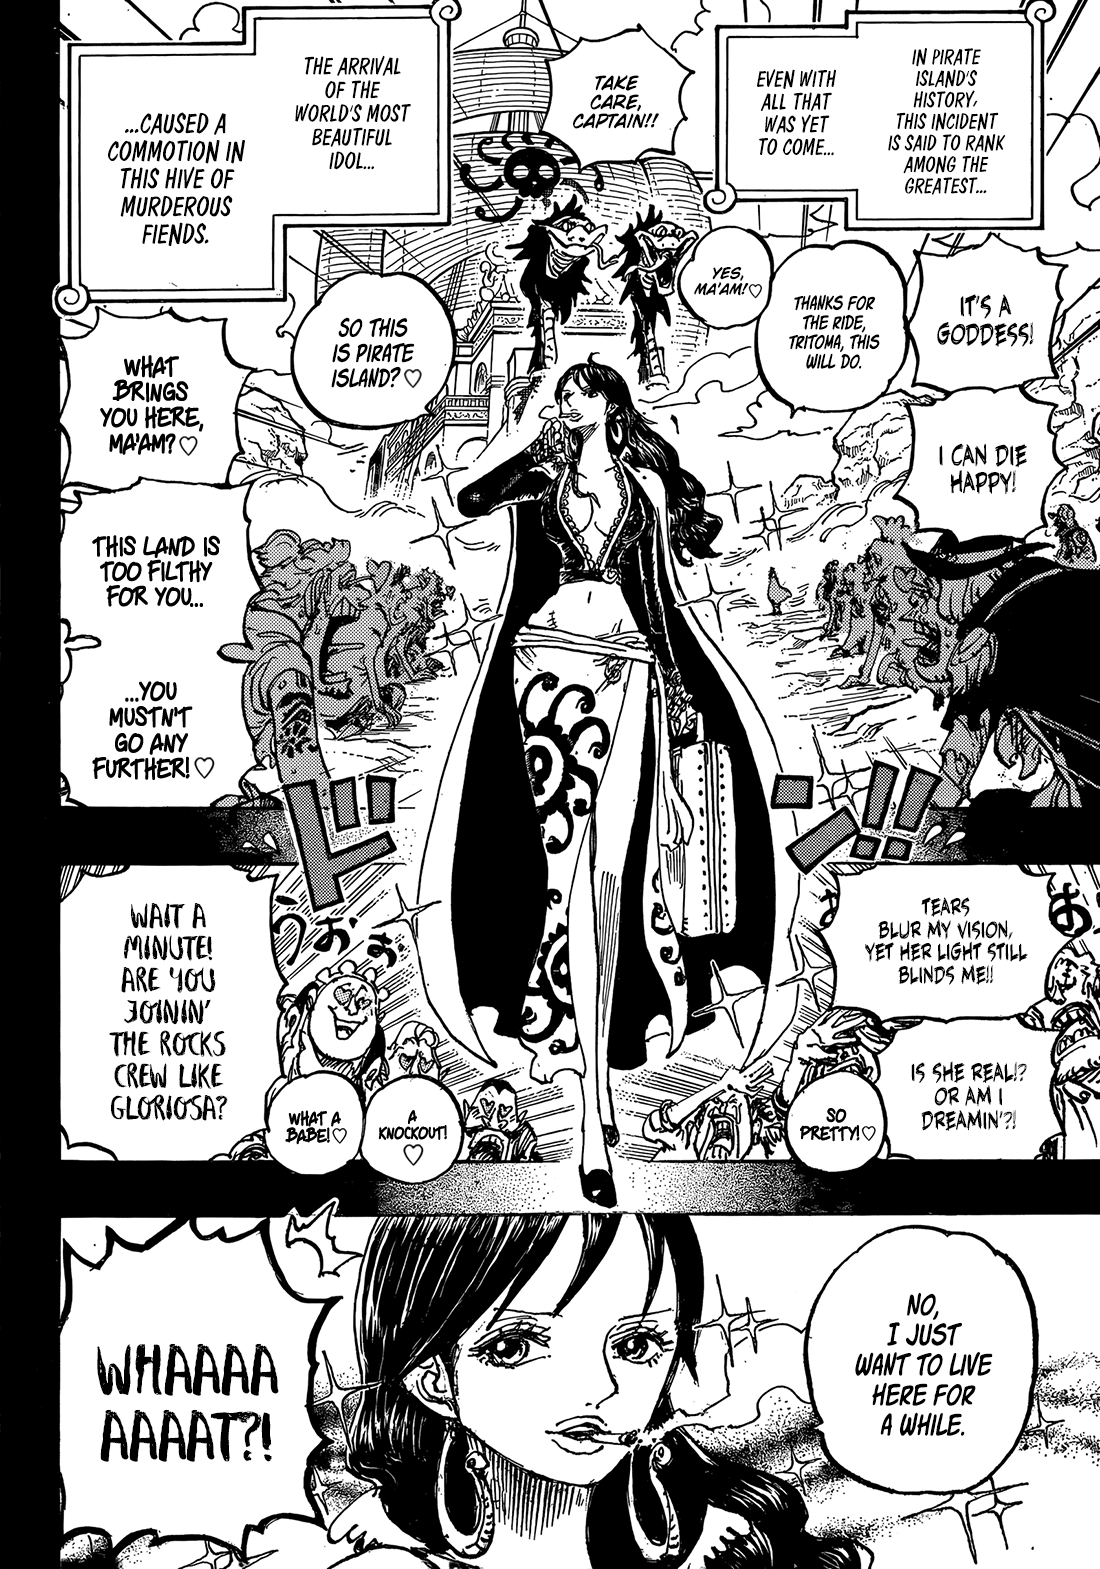 IN PIRATE
ISLAND'S
HISTORY,
THIS INCIDENT
IS SAID TO RANK
AMONG THE
GREATEST...
EVEN WITH
ALL THAT
WAS YET
TO COME...
TAKE
CARE,
CAPTAIN!!
THE ARRIVAL
OF THE
WORLD'S MOST
BEAUTIFUL
IDOL...
...CAUSED A
COMMOTION IN
THIS HIVE OF
MURDEROUS
FIENDS.
YES,
MA'AM!♡
THANKS FOR
THE RIDE,
TRITOMA, THIS
WILL DO.
IT'S A
GODDESS!
SO THIS
IS PIRATE
ISLAND?♡
I CAN DIE
HAPPY!
WHAT
BRINGS
YOU HERE,
MA'AM?♡
THIS LAND IS
TOO FILTHY
FOR YOU...
...YOU
MUSTN'T
GO ANY
FURTHER!♡
ドン!!
TEARS
BLUR MY VISION,
YET HER LIGHT STILL
BLINDS ME!!
IS SHE REAL!?
OR AM I
DREAMIN'?!
SO
PRETTY!♡
うおおお
A
KNOCKOUT!
♡
WHAT A
BABE!♡
WAIT A
MINUTE!
ARE YOU
JOININ'
THE ROCKS
CREW LIKE
GLORIOSA?
NO,
I JUST
WANT TO LIVE
HERE FOR
A WHILE.
WHAAAA
AAAAT?!